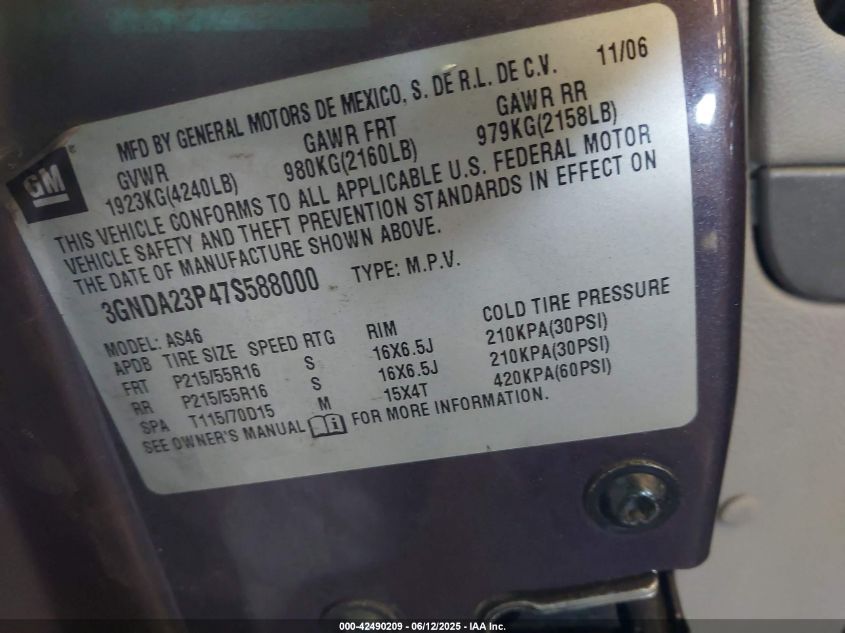 MFD BY GENERAL MOTORS DE MEXICO, S. DE R.L. DE C.V. 11/06
GM
GVWR GAWR FRT GAWR RR
1923KG(4240LB) 980KG(2160LB) 979KG(2158LB)
THIS VEHICLE CONFORMS TO ALL APPLICABLE U.S. FEDERAL MOTOR
VEHICLE SAFETY AND THEFT PREVENTION STANDARDS IN EFFECT ON
THE DATE OF MANUFACTURE SHOWN ABOVE.
3GNDA23P47S588000 TYPE: M.P.V.
MODEL: AS46
APDB TIRE SIZE SPEED RTG RIM COLD TIRE PRESSURE
FRT P215/55R16 S 16X6.5J 210KPA(30PSI)
RR P215/55R16 S 16X6.5J 210KPA(30PSI)
SPA T115/70D15 M 15X4T 420KPA(60PSI)
SEE OWNER'S MANUAL FOR MORE INFORMATION.
000-42490209 - 06/12/2025 - IAA Inc.